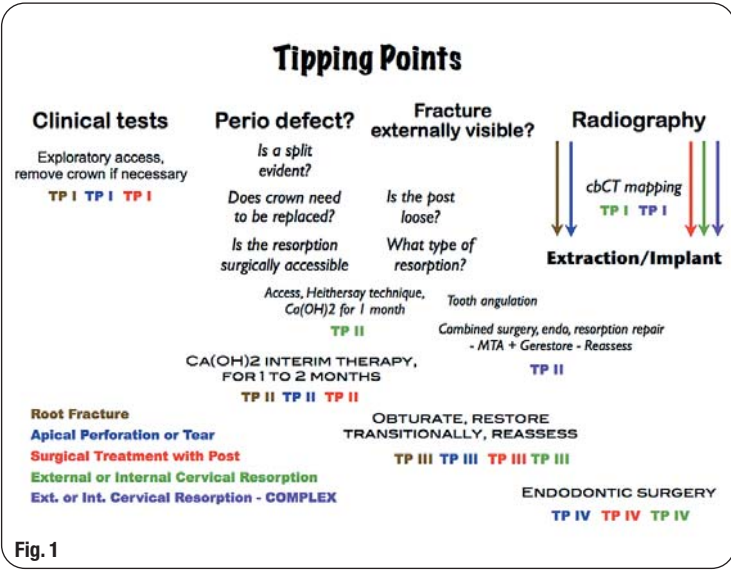 Tipping Points
Clinical tests
Exploratory access,
remove crown if necessary
TP I TP I TP I
Perio defect?
Is a split
evident?
Does crown need
to be replaced?
Is the resorption
surgically accessible
Fracture
externally visible?
Is the post
loose?
What type of
resorption?
Radiography
cbCT mapping
TP I TP I
Extraction/Implant
Access, Heithersay technique,
Ca(OH)2 for 1 month
TP II
Tooth angulation
Combined surgery, endo, resorption repair
- MTA + Gerestore - Reassess
TP II
CA(OH)2 INTERIM THERAPY,
FOR 1 TO 2 MONTHS
TP II TP II TP II
Root Fracture
Apical Perforation or Tear
Surgical Treatment with Post
External or Internal Cervical Resorption
Ext. or Int. Cervical Resorption - COMPLEX
OBTURATE, RESTORE
TRANSITIONALLY, REASSESS
TP III TP III TP III TP III
ENDODONTIC SURGERY
TP IV TP IV TP IV
Fig. 1